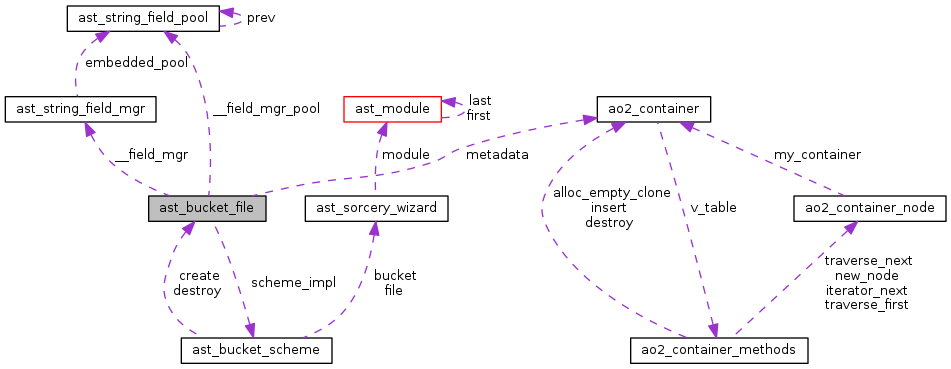 ast_string_field_pool
prev
embedded_pool
ast_string_field_mgr
__field_mgr_pool
ast_module
last
first
ao2_container
__field_mgr
module
metadata
my_container
ast_bucket_file
ast_sorcery_wizard
alloc_empty_clone
insert
destroy
v_table
ao2_container_node
create
destroy
scheme_impl
bucket
file
traverse_next
new_node
iterator_next
traverse_first
ast_bucket_scheme
ao2_container_methods